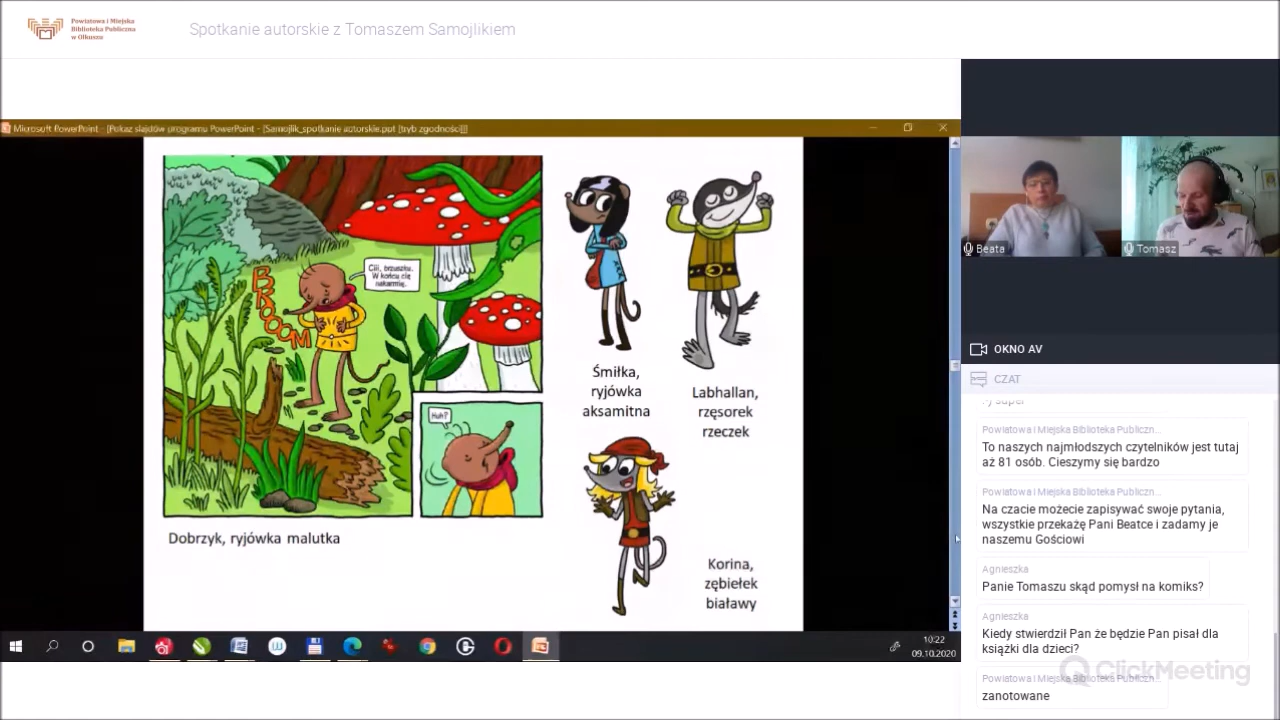 Powiatowa i Miejska
Biblioteka Publiczna
w Olkuszu
Spotkanie autorskie z Tomaszem Samojlikiem
Microsoft PowerPoint - [Pokaz slajdów programu PowerPoint - [Samojlik_spotkanie autorskie.ppt [tryb zgodności]]]
BROOOM
Ciii, brzuszku.
W końcu cię
nakarmię.
Huh?
Dobrzyk, ryjówka malutka
Śmiłka,
ryjówka
aksamitna
Labhallan,
rzęsorek
rzeczek
Korina,
zębiełek
białawy
10:22
09.10.2020
Beata
Tomasz
OKNO AV
CZAT
:-) super
Powiatowa i Miejska Biblioteka Publiczn...
To naszych najmłodszych czytelników jest tutaj
aż 81 osób. Cieszymy się bardzo
Powiatowa i Miejska Biblioteka Publiczn...
Na czacie możecie zapisywać swoje pytania,
wszystkie przekażę Pani Beatce i zadamy je
naszemu Gościowi
Agnieszka
Panie Tomaszu skąd pomysł na komiks?
Agnieszka
Kiedy stwierdził Pan że będzie Pan pisał dla
książki dla dzieci?
Powiatowa i Miejska Biblioteka Publiczn...
zanotowane
ClickMeeting